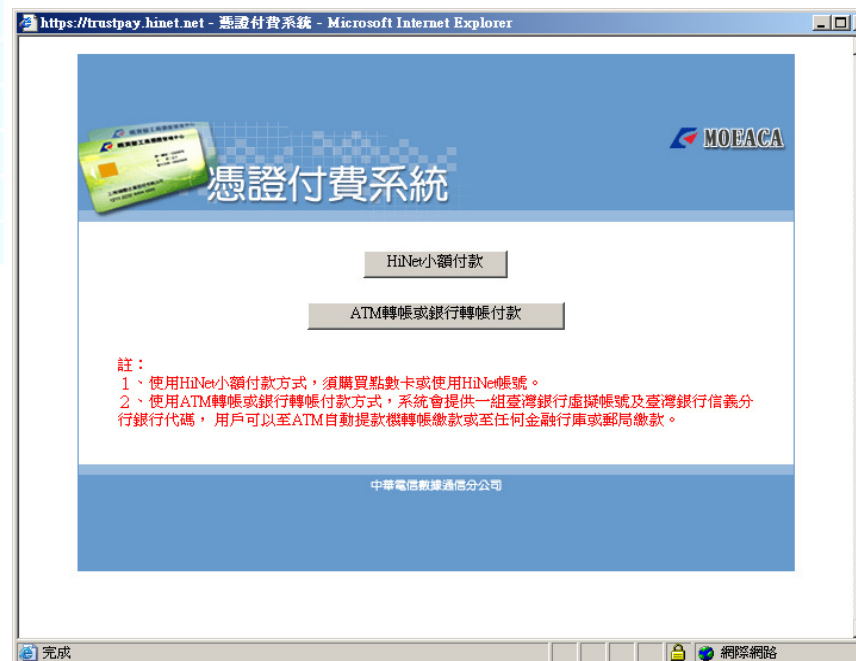 https://trustpay.hinet.net - 憑證付費系統 - Microsoft Internet Explorer
MOEACA
憑證付費系統
HiNet小額付款
ATM轉帳或銀行轉帳付款
註：
１、使用HiNet小額付款方式，須購買點數卡或使用HiNet帳號。
２、使用ATM轉帳或銀行轉帳付款方式，系統會提供一組臺灣銀行虛擬帳號及臺灣銀行信義分
行銀行代碼， 用戶可以至ATM自動提款機轉帳繳款或至任何金融行庫或郵局繳款。
中華電信數據通信分公司
完成
網際網路